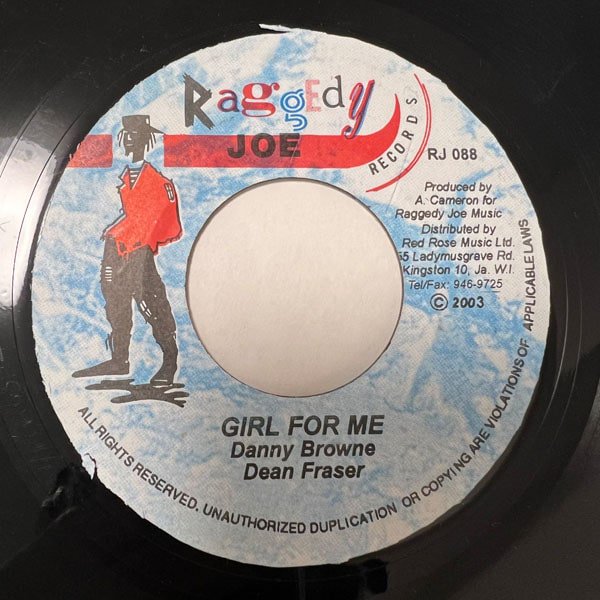 Raggedy
JOE
RECORDS
RJ 088
Produced by
A. Cameron for
Raggedy Joe Music
Distributed by
Red Rose Music Ltd.
Ladymusgrave Rd.
Kingston 10, Ja. W.I.
Tel/Fax: 946-9725
© 2003
GIRL FOR ME
Danny Browne
Dean Fraser
ALL RIGHTS RESERVED. UNAUTHORIZED DUPLICATION OR COPYING ARE VIOLATIONS OF APPLICABLE LAWS